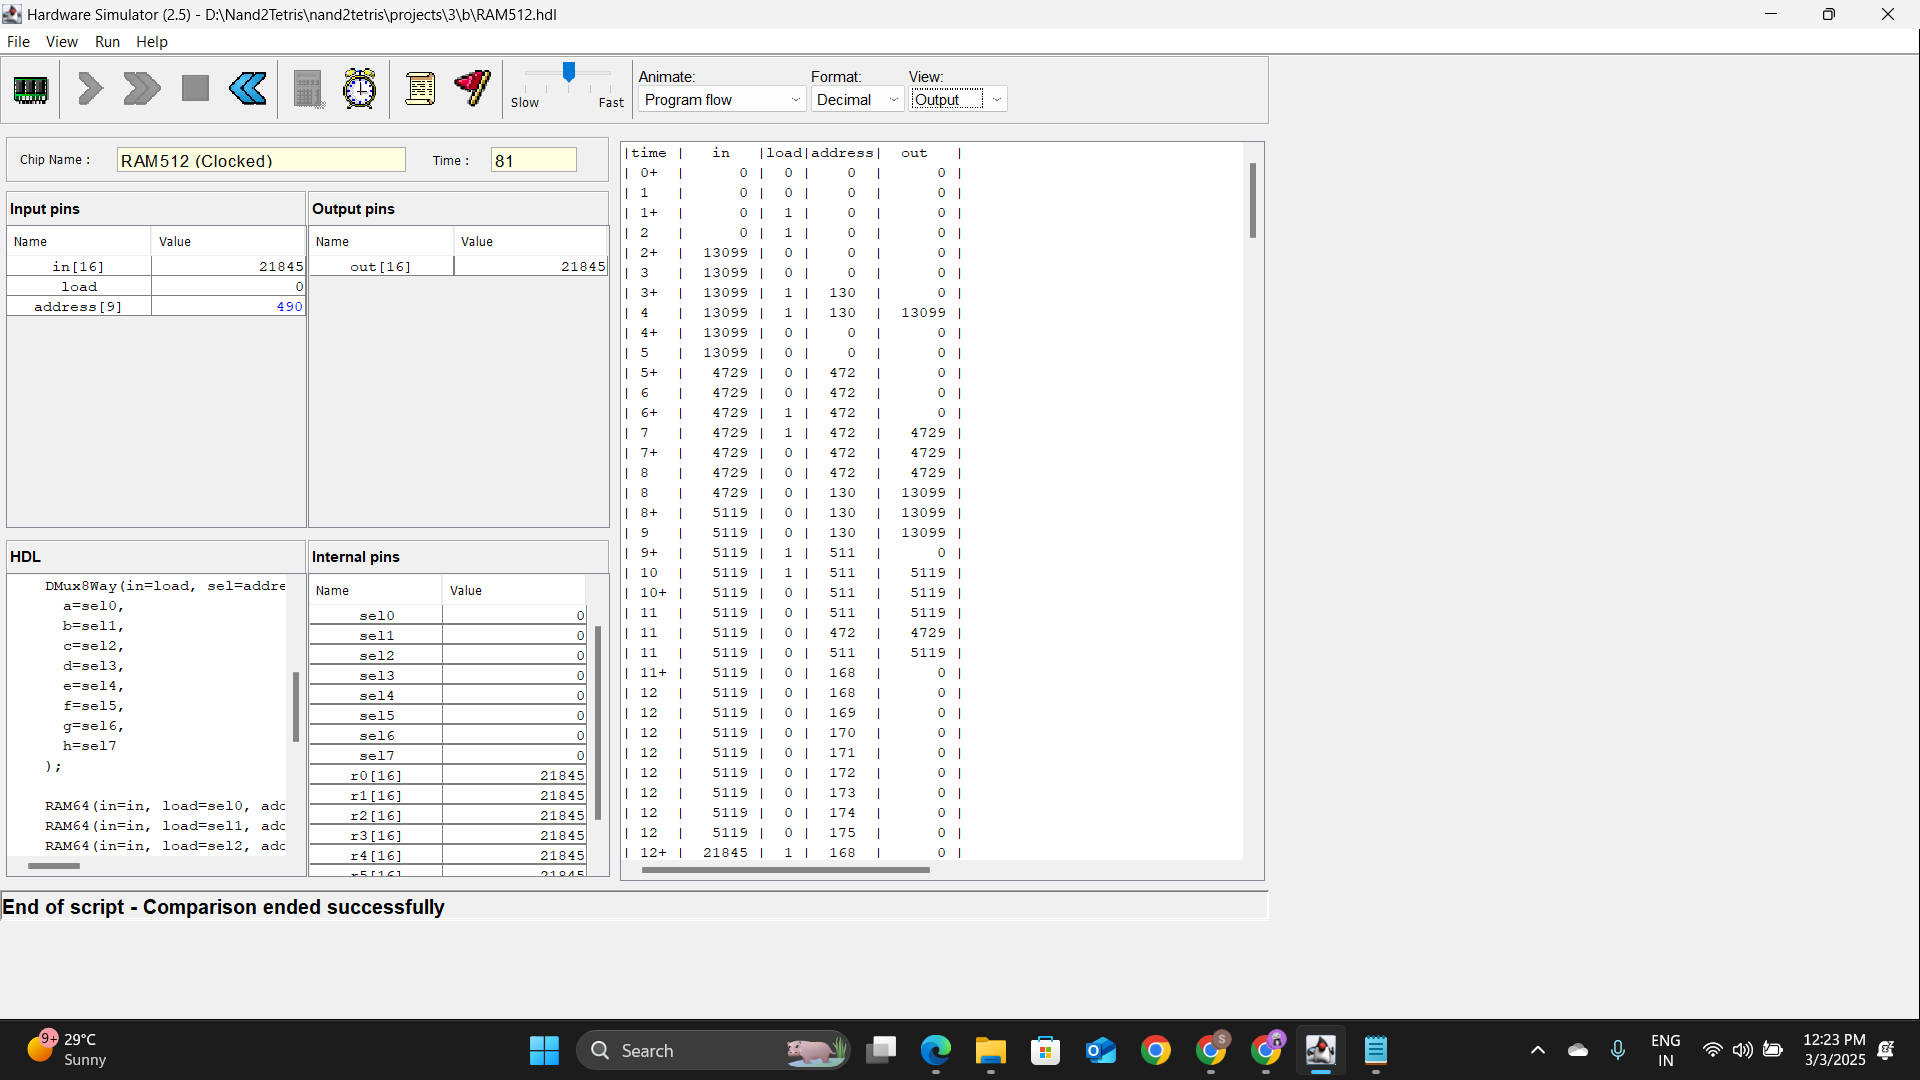 Hardware Simulator (2.5) - D:\Nand2Tetris\nand2tetris\projects\3\b\RAM512.hdl
File View Run Help
Slow Fast
Animate: Format: View:
Program flow Decimal Output
Chip Name : RAM512 (Clocked) Time : 81
Input pins
Name Value
in[16] 21845
load 0
address[9] 490
Output pins
Name Value
out[16] 21845
HDL
DMux8Way(in=load, sel=addre
a=sel0,
b=sel1,
c=sel2,
d=sel3,
e=sel4,
f=sel5,
g=sel6,
h=sel7
);
RAM64(in=in, load=sel0, adc
RAM64(in=in, load=sel1, adc
RAM64(in=in, load=sel2, adc
Internal pins
Name Value
sel0 0
sel1 0
sel2 0
sel3 0
sel4 0
sel5 0
sel6 0
sel7 0
r0[16] 21845
r1[16] 21845
r2[16] 21845
r3[16] 21845
r4[16] 21845
r5[16] 21845
|time | in |load|address| out |
| 0+ | 0 | 0 | 0 | 0 |
| 1 | 0 | 0 | 0 | 0 |
| 1+ | 0 | 1 | 0 | 0 |
| 2 | 0 | 1 | 0 | 0 |
| 2+ | 13099 | 0 | 0 | 0 |
| 3 | 13099 | 0 | 0 | 0 |
| 3+ | 13099 | 1 | 130 | 0 |
| 4 | 13099 | 1 | 130 | 13099 |
| 4+ | 13099 | 0 | 0 | 0 |
| 5 | 13099 | 0 | 0 | 0 |
| 5+ | 4729 | 0 | 472 | 0 |
| 6 | 4729 | 0 | 472 | 0 |
| 6+ | 4729 | 1 | 472 | 0 |
| 7 | 4729 | 1 | 472 | 4729 |
| 7+ | 4729 | 0 | 472 | 4729 |
| 8 | 4729 | 0 | 472 | 4729 |
| 8 | 4729 | 0 | 130 | 13099 |
| 8+ | 5119 | 0 | 130 | 13099 |
| 9 | 5119 | 0 | 130 | 13099 |
| 9+ | 5119 | 1 | 511 | 0 |
| 10 | 5119 | 1 | 511 | 5119 |
| 10+ | 5119 | 0 | 511 | 5119 |
| 11 | 5119 | 0 | 511 | 5119 |
| 11 | 5119 | 0 | 472 | 4729 |
| 11 | 5119 | 0 | 511 | 5119 |
| 11+ | 5119 | 0 | 168 | 0 |
| 12 | 5119 | 0 | 168 | 0 |
| 12 | 5119 | 0 | 169 | 0 |
| 12 | 5119 | 0 | 170 | 0 |
| 12 | 5119 | 0 | 171 | 0 |
| 12 | 5119 | 0 | 172 | 0 |
| 12 | 5119 | 0 | 173 | 0 |
| 12 | 5119 | 0 | 174 | 0 |
| 12 | 5119 | 0 | 175 | 0 |
| 12+ | 21845 | 1 | 168 | 0 |
End of script - Comparison ended successfully
9+
29°C
Sunny
Search
S
ENG
IN
12:23 PM
3/3/2025